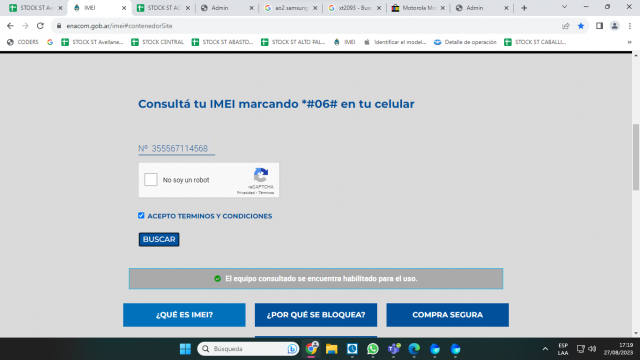 STOCK ST Avell
IMEI
STOCK ST AC
Admin
ao2 samsung
xt2093 - Bus
Motorola Mo
Admin
enacom.gob.ar/imei#contenedorSite
CODERS
STOCK ST Avellane...
STOCK CENTRAL
STOCK ST ABASTO...
STOCK ST ALTO PAL...
IMEI
Identificar el model...
Detalle de operación
STOCK ST CABALLI...
Consultá tu IMEI marcando *#06# en tu celular
Nº 355567114568
No soy un robot
reCAPTCHA
Privacidad - Términos
ACEPTO TERMINOS Y CONDICIONES
BUSCAR
El equipo consultado se encuentra habilitado para el uso.
¿QUÉ ES IMEI?
¿POR QUÉ SE BLOQUEA?
COMPRA SEGURA
Búsqueda
ESP
LAA
17:19
27/08/2023